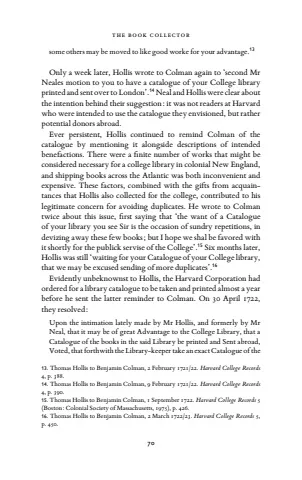 THE BOOK COLLECTOR
some others may be moved to like good worke for your advantage.¹³
Only a week later, Hollis wrote to Colman again to 'second Mr
Neales motion to you to have a catalogue of your College library
printed and sent over to London'.¹⁴ Neal and Hollis were clear about
the intention behind their suggestion: it was not readers at Harvard
who were intended to use the catalogue they envisioned, but rather
potential donors abroad.
Ever persistent, Hollis continued to remind Colman of the
catalogue by mentioning it alongside descriptions of intended
benefactions. There were a finite number of works that might be
considered necessary for a college library in colonial New England,
and shipping books across the Atlantic was both inconvenient and
expensive. These factors, combined with the gifts from acquain-
tances that Hollis also collected for the college, contributed to his
legitimate concern for avoiding duplicates. He wrote to Colman
twice about this issue, first saying that 'the want of a Catalogue
of your library you see Sir is the occasion of sundry repetitions, in
devizing away these few books; but I hope we shal be favored with
it shortly for the publick servise of the College'.¹⁵ Six months later,
Hollis was still 'waiting for your Catalogue of your College library,
that we may be excused sending of more duplicates'.¹⁶
Evidently unbeknownst to Hollis, the Harvard Corporation had
ordered for a library catalogue to be taken and printed almost a year
before he sent the latter reminder to Colman. On 30 April 1722,
they resolved:
Upon the intimation lately made by Mr Hollis, and formerly by Mr
Neal, that it may be of great Advantage to the College Library, that a
Catalogue of the books in the said Library be printed and Sent abroad,
Voted, that forthwith the Library-keeper take an exact Catalogue of the
13. Thomas Hollis to Benjamin Colman, 2 February 1721/22. Harvard College Records
4, p. 388.
14. Thomas Hollis to Benjamin Colman, 9 February 1721/22. Harvard College Records
4, p. 390.
15. Thomas Hollis to Benjamin Colman, 1 September 1722. Harvard College Records 5
(Boston: Colonial Society of Massachusetts, 1975), p. 426.
16. Thomas Hollis to Benjamin Colman, 2 March 1722/23. Harvard College Records 5,
p. 450.
70